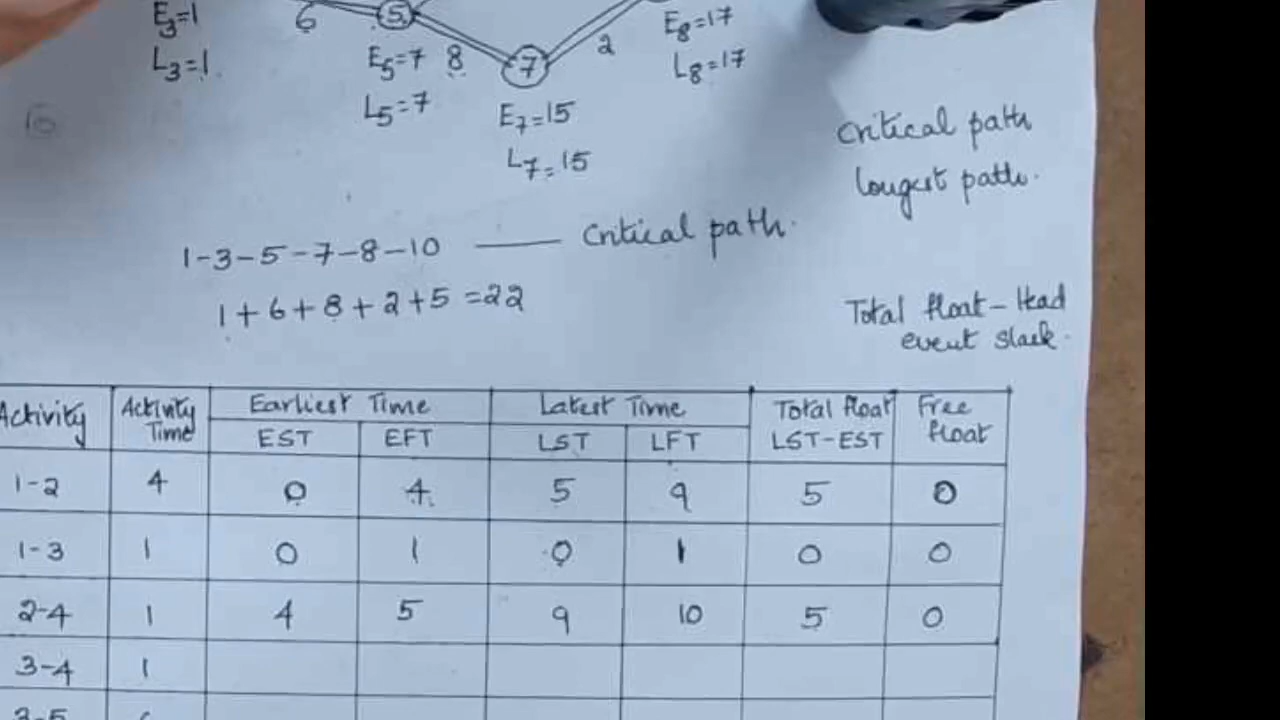 E3=1
L3=1
6
5
E5=7
L5=7
8
7
E7=15
L7=15
2
E8=17
L8=17
Critical path
longest path.
1-3-5-7-8-10 —— Critical path.
1+6+8+2+5=22
Total float - Head
event slack.
Activity Activity Time Earliest Time Latest Time Total float LST-EST Free float
EST EFT LST LFT
1-2 4 0 4 5 9 5 0
1-3 1 0 1 0 1 0 0
2-4 1 4 5 9 10 5 0
3-4 1
3-5